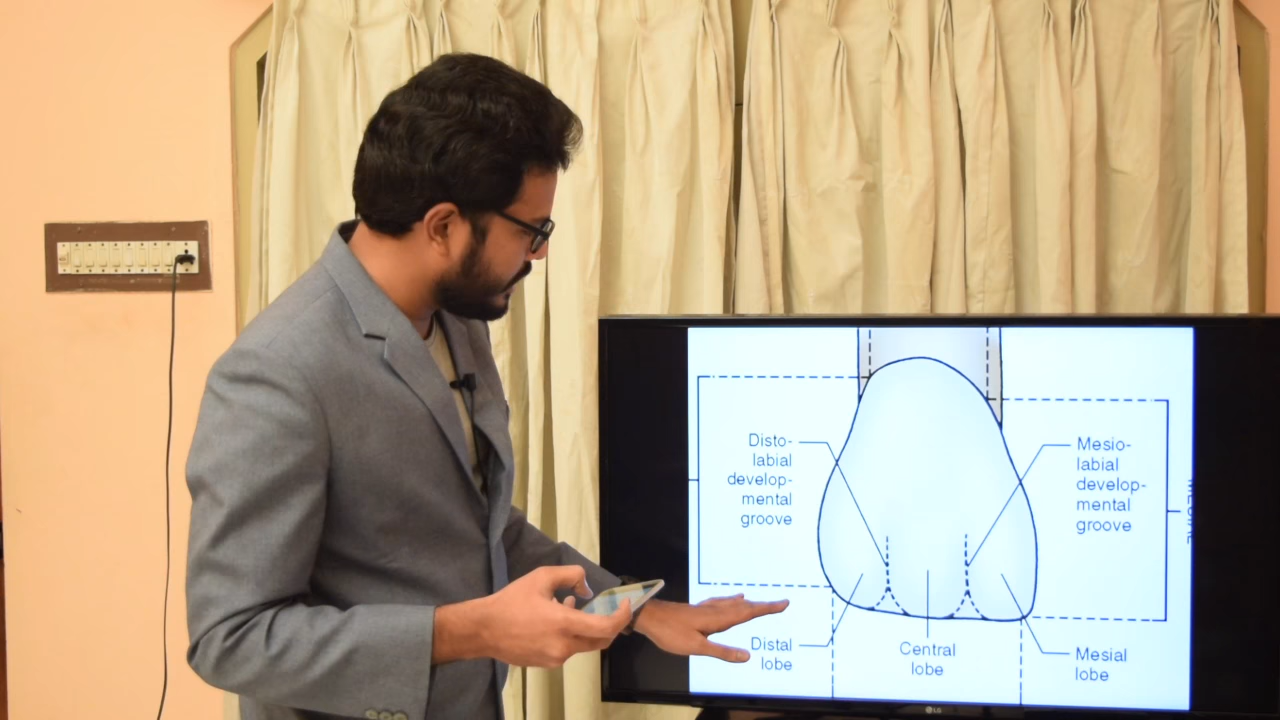 Disto-
labial
develop-
mental
groove
Mesio-
labial
develop-
mental
groove
Distal
lobe
Central
lobe
Mesial
lobe
LG